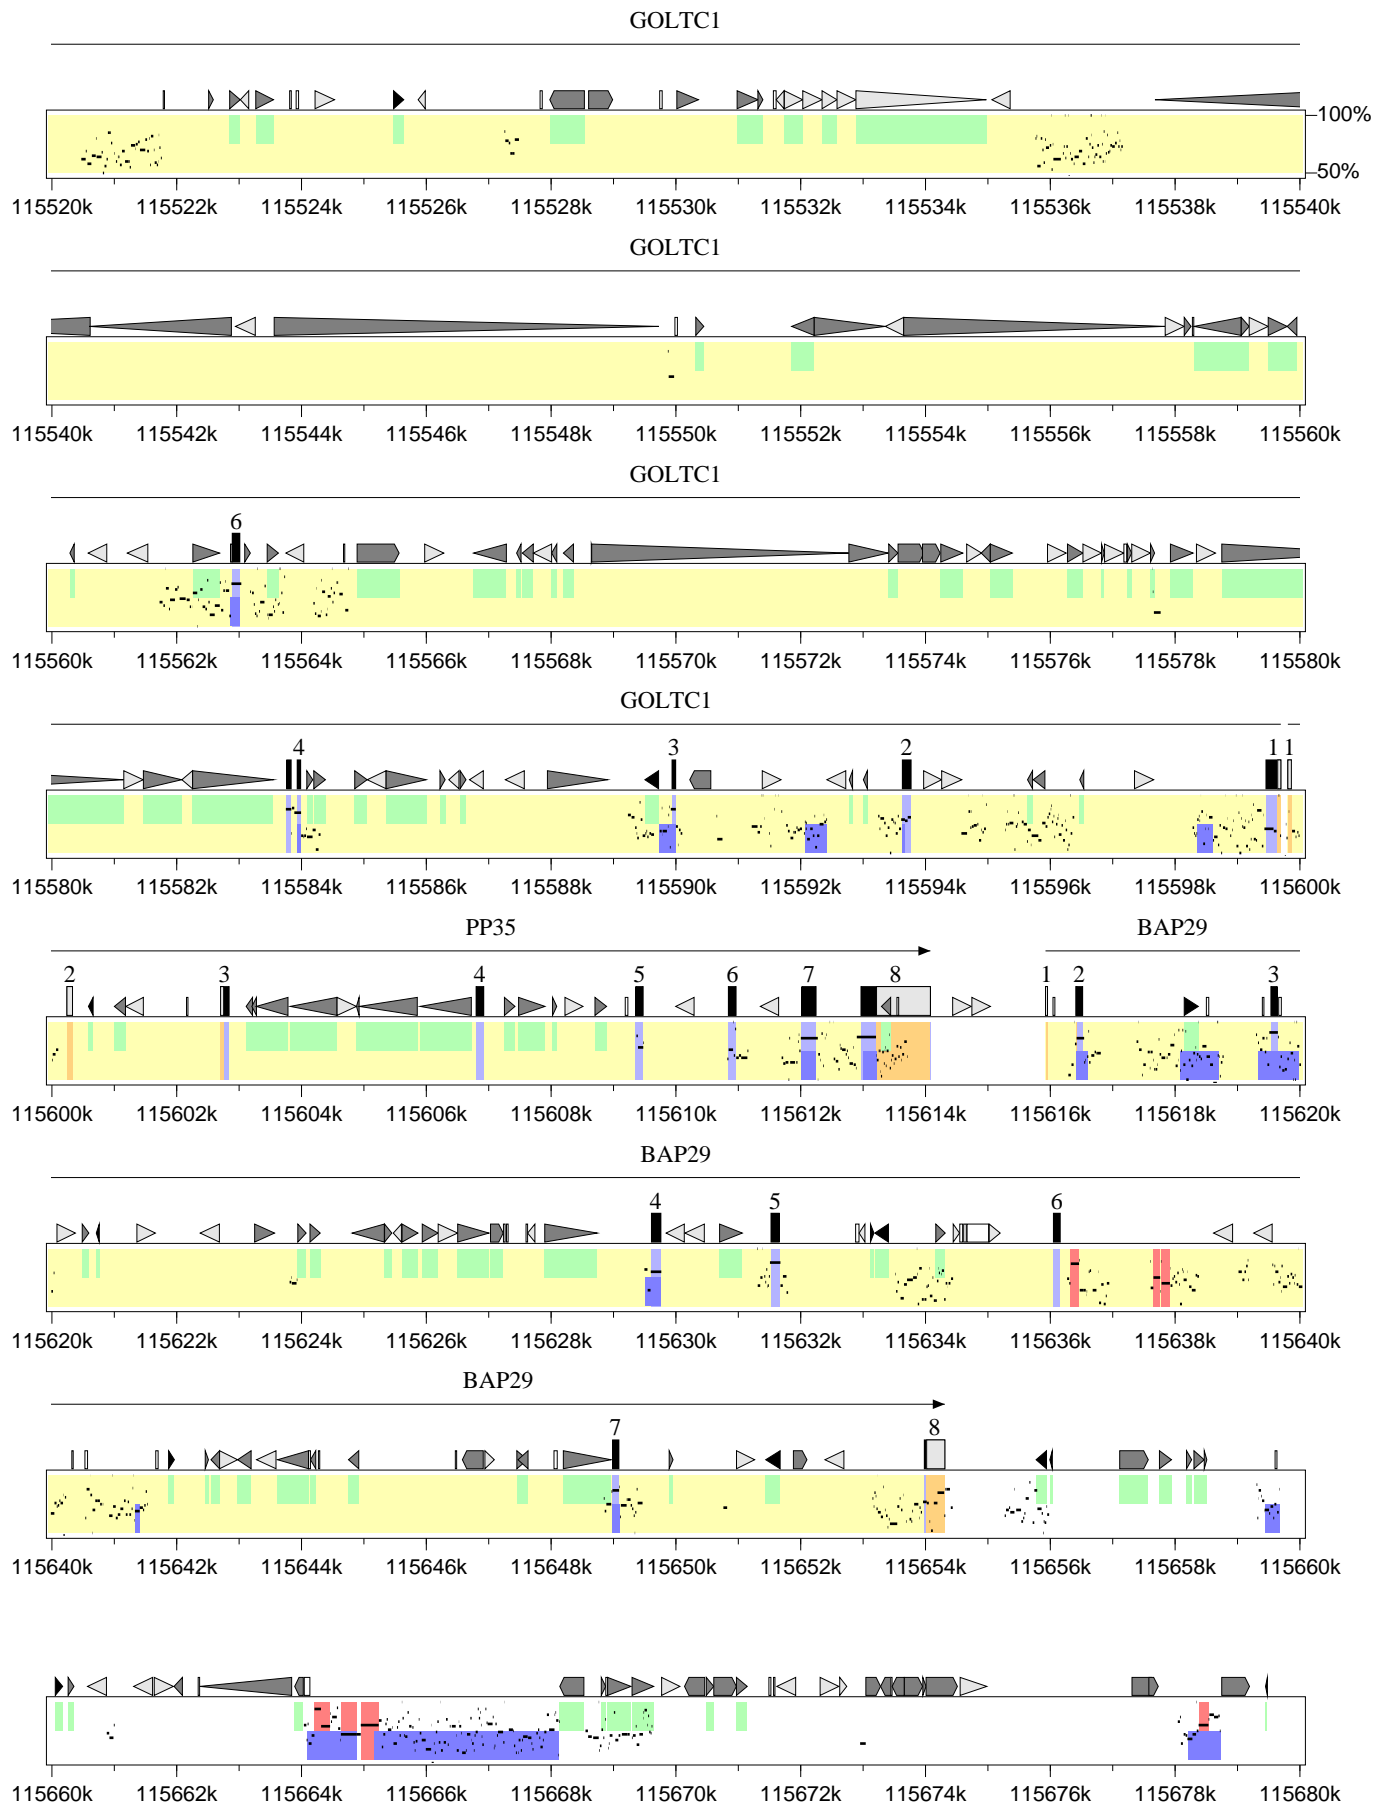 GOLTC1
100%
50%
115520k 115522k 115524k 115526k 115528k 115530k 115532k 115534k 115536k 115538k 115540k
GOLTC1
115540k 115542k 115544k 115546k 115548k 115550k 115552k 115554k 115556k 115558k 115560k
GOLTC1
6
115560k 115562k 115564k 115566k 115568k 115570k 115572k 115574k 115576k 115578k 115580k
GOLTC1
4 3 2 1 1
115580k 115582k 115584k 115586k 115588k 115590k 115592k 115594k 115596k 115598k 115600k
PP35 BAP29
2 3 4 5 6 7 8 1 2 3
115600k 115602k 115604k 115606k 115608k 115610k 115612k 115614k 115616k 115618k 115620k
BAP29
4 5 6
115620k 115622k 115624k 115626k 115628k 115630k 115632k 115634k 115636k 115638k 115640k
BAP29
7 8
115640k 115642k 115644k 115646k 115648k 115650k 115652k 115654k 115656k 115658k 115660k
115660k 115662k 115664k 115666k 115668k 115670k 115672k 115674k 115676k 115678k 115680k